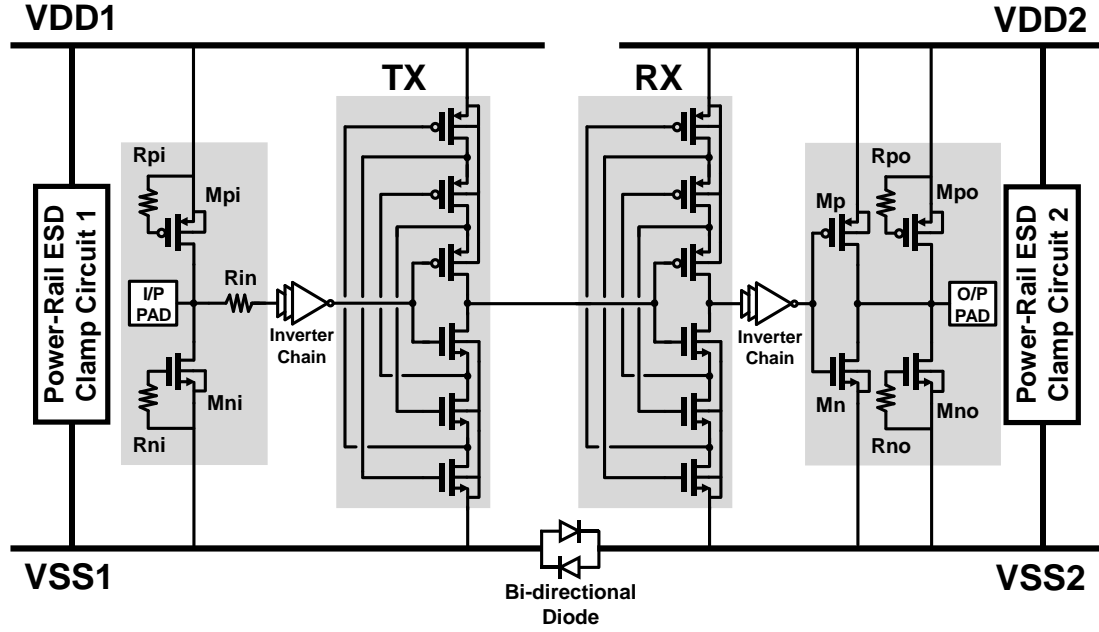 VDD1
VDD2
TX
RX
Rpi
Mpi
Rpo
Mp
Mpo
Power-Rail ESD
Clamp Circuit 1
I/P
PAD
Rin
Inverter
Chain
Inverter
Chain
O/P
PAD
Power-Rail ESD
Clamp Circuit 2
Mni
Rni
Mn
Mno
Rno
VSS1
VSS2
Bi-directional
Diode